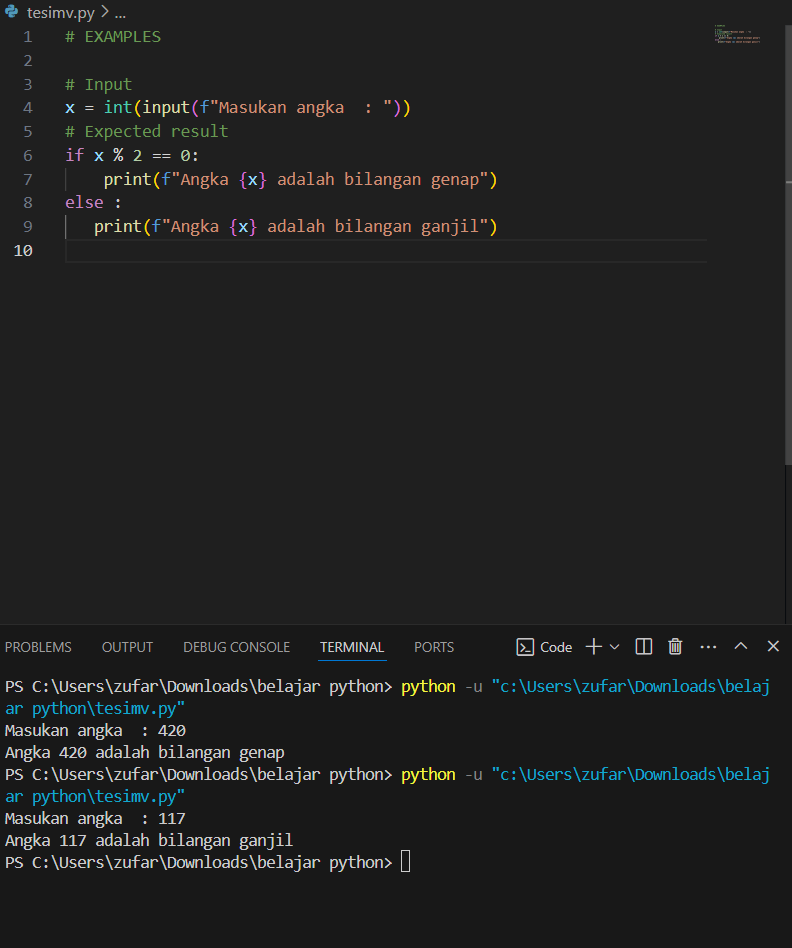 tesimv.py > ...
1 # EXAMPLES
2
3 # Input
4 x = int(input(f"Masukan angka  : "))
5 # Expected result
6 if x % 2 == 0:
7     print(f"Angka {x} adalah bilangan genap")
8 else :
9    print(f"Angka {x} adalah bilangan ganjil")
10
PROBLEMS OUTPUT DEBUG CONSOLE TERMINAL PORTS Code
PS C:\Users\zufar\Downloads\belajar python> python -u "c:\Users\zufar\Downloads\belaj
ar python\tesimv.py"
Masukan angka  : 420
Angka 420 adalah bilangan genap
PS C:\Users\zufar\Downloads\belajar python> python -u "c:\Users\zufar\Downloads\belaj
ar python\tesimv.py"
Masukan angka  : 117
Angka 117 adalah bilangan ganjil
PS C:\Users\zufar\Downloads\belajar python>